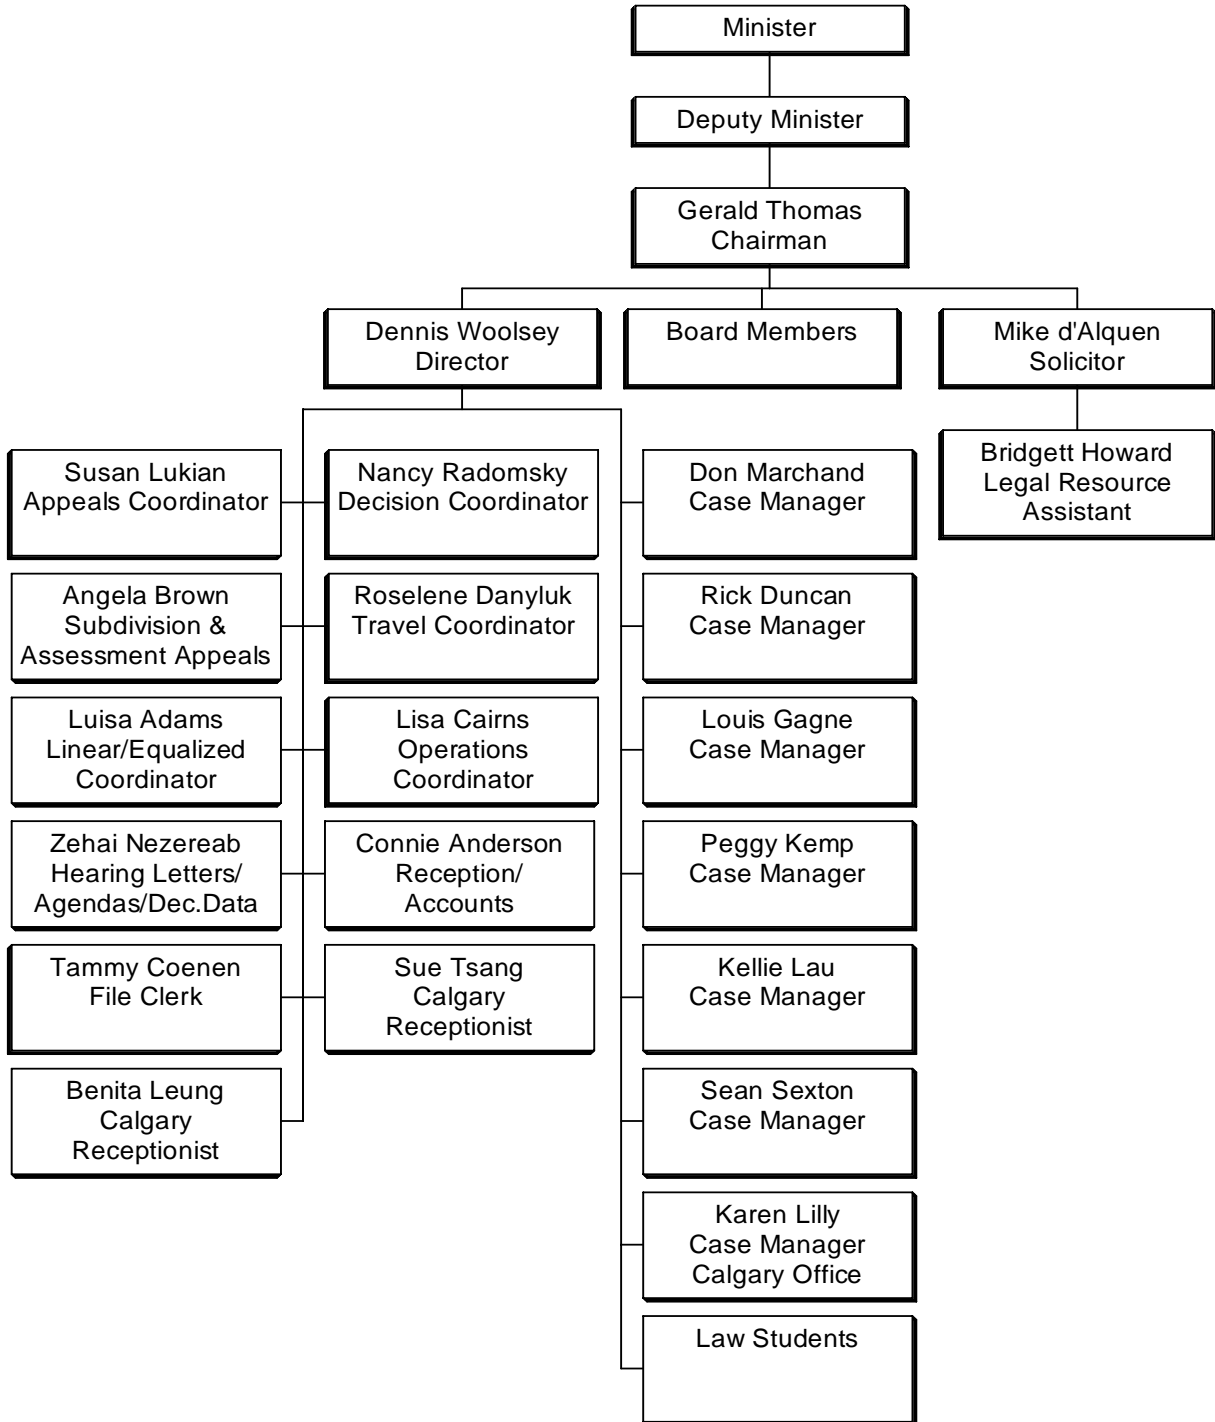 Minister
Deputy Minister
Gerald Thomas
Chairman
Dennis Woolsey
Director
Board Members
Mike d'Alquen
Solicitor
Bridgett Howard
Legal Resource
Assistant
Susan Lukian
Appeals Coordinator
Nancy Radomsky
Decision Coordinator
Don Marchand
Case Manager
Angela Brown
Subdivision &
Assessment Appeals
Roselene Danyluk
Travel Coordinator
Rick Duncan
Case Manager
Luisa Adams
Linear/Equalized
Coordinator
Lisa Cairns
Operations
Coordinator
Louis Gagne
Case Manager
Zehai Nezereab
Hearing Letters/
Agendas/Dec.Data
Connie Anderson
Reception/
Accounts
Peggy Kemp
Case Manager
Tammy Coenen
File Clerk
Sue Tsang
Calgary
Receptionist
Kellie Lau
Case Manager
Benita Leung
Calgary
Receptionist
Sean Sexton
Case Manager
Karen Lilly
Case Manager
Calgary Office
Law Students